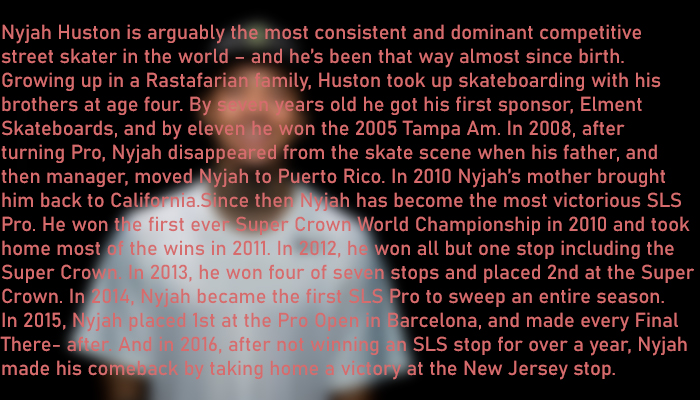 Nyjah Huston is arguably the most consistent and dominant competitive
street skater in the world – and he's been that way almost since birth.
Growing up in a Rastafarian family, Huston took up skateboarding with his
brothers at age four. By seven years old he got his first sponsor, Elment
Skateboards, and by eleven he won the 2005 Tampa Am. In 2008, after
turning Pro, Nyjah disappeared from the skate scene when his father, and
then manager, moved Nyjah to Puerto Rico. In 2010 Nyjah's mother brought
him back to California.Since then Nyjah has become the most victorious SLS
Pro. He won the first ever Super Crown World Championship in 2010 and took
home most of the wins in 2011. In 2012, he won all but one stop including the
Super Crown. In 2013, he won four of seven stops and placed 2nd at the Super
Crown. In 2014, Nyjah became the first SLS Pro to sweep an entire season.
In 2015, Nyjah placed 1st at the Pro Open in Barcelona, and made every Final
There- after. And in 2016, after not winning an SLS stop for over a year, Nyjah
made his comeback by taking home a victory at the New Jersey stop.